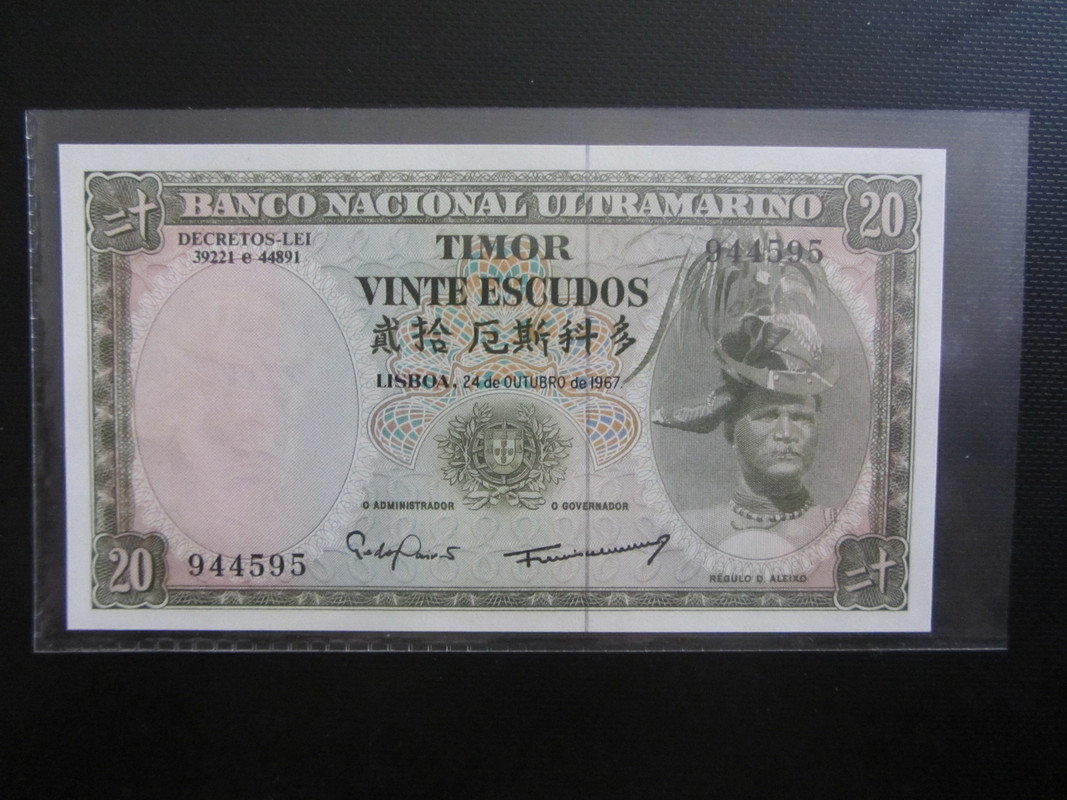 二十
BANCO NACIONAL ULTRAMARINO
20
DECRETOS-LEI
39221 e 44891
TIMOR
944595
VINTE ESCUDOS
貳拾 厄斯科多
LISBOA, 24 de OUTUBRO de 1967
O ADMINISTRADOR
O GOVERNADOR
20
944595
RÉGULO D. ALEIXO
二十